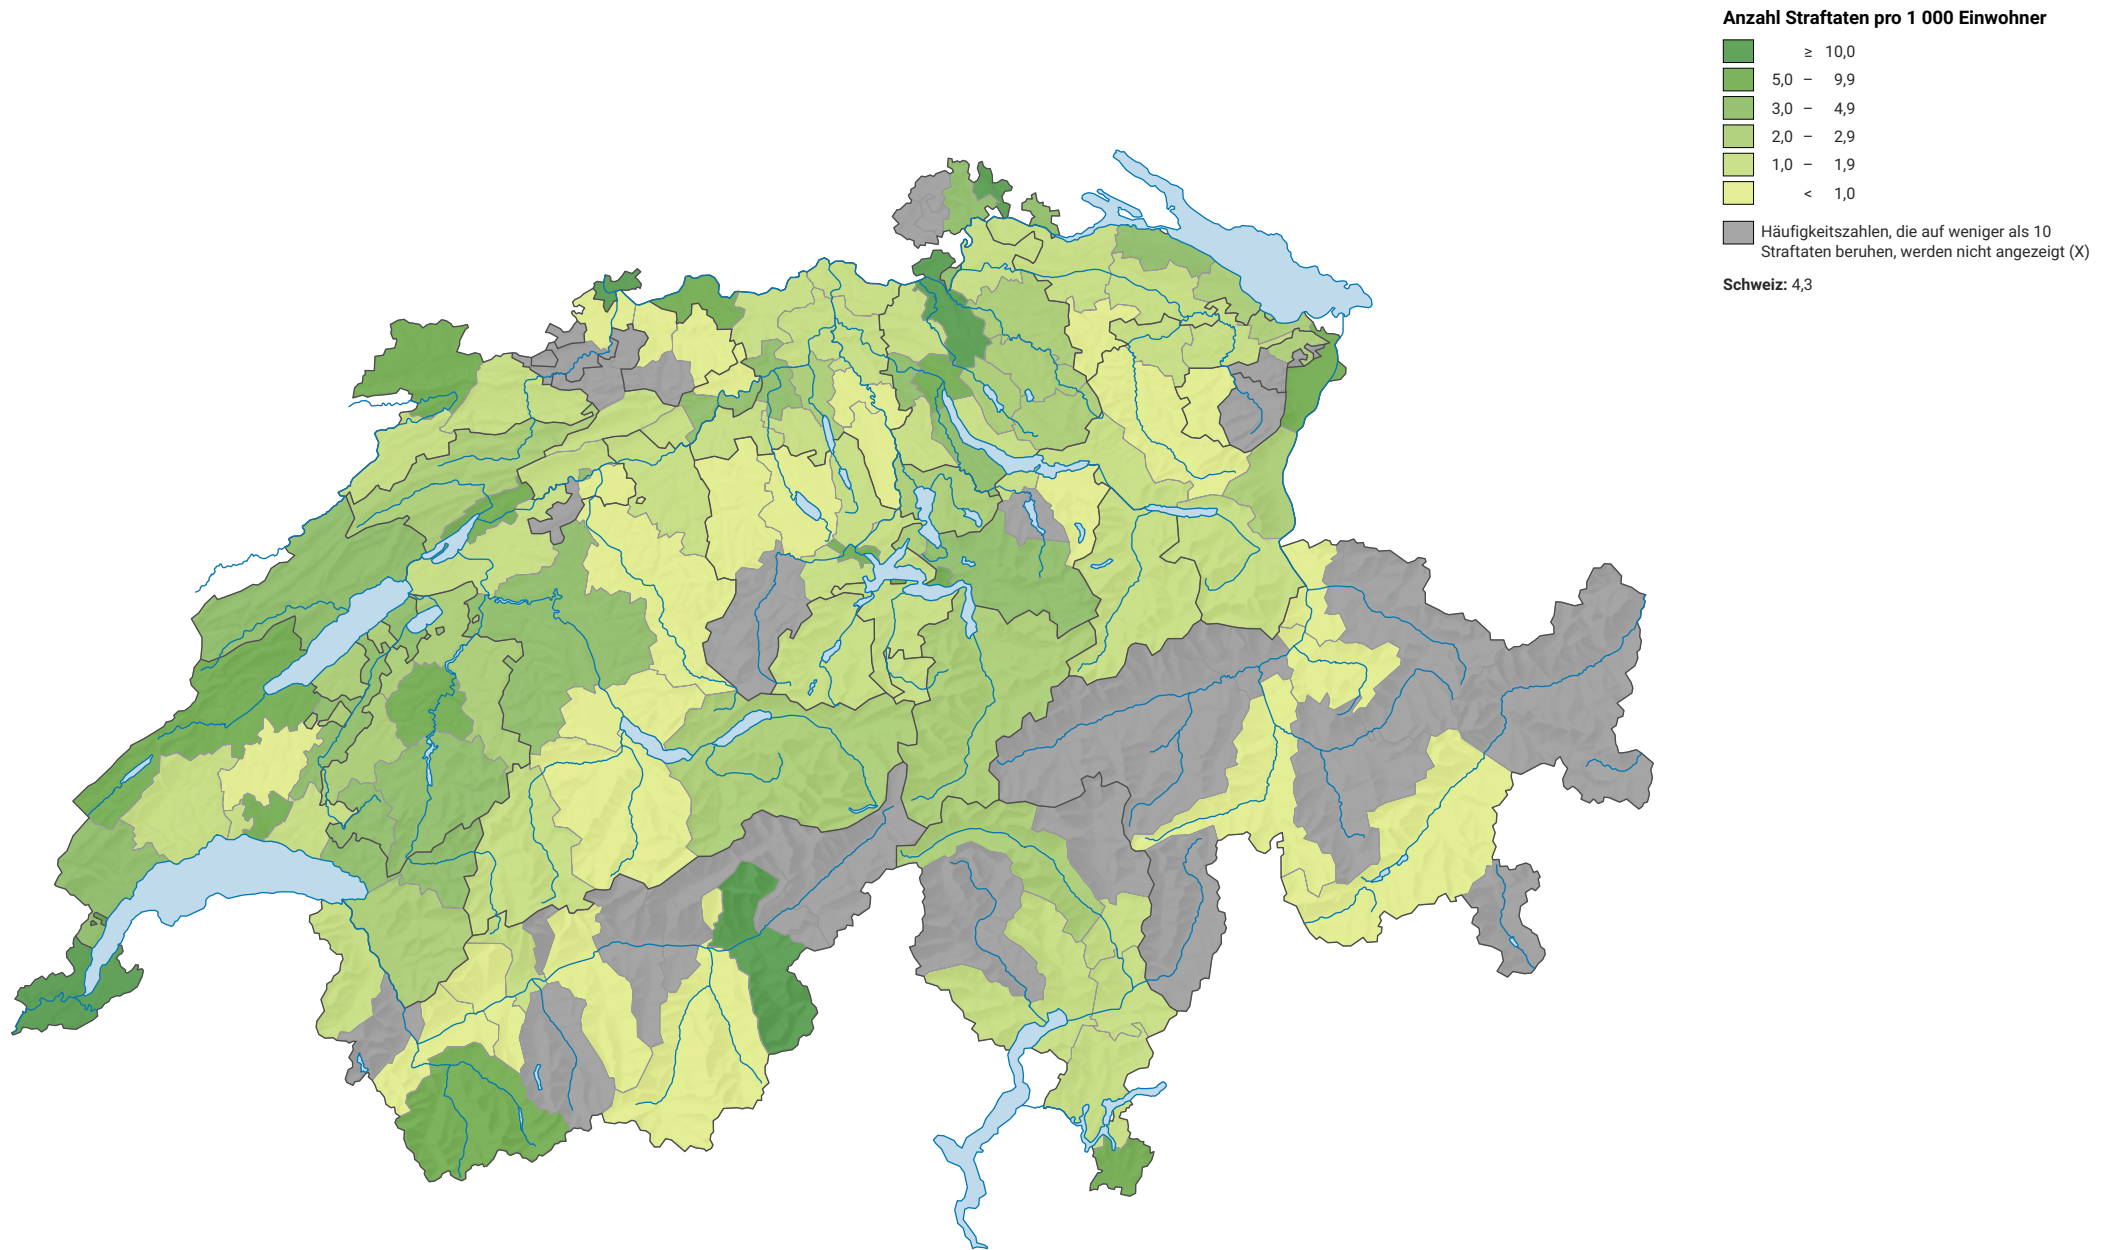 Anzahl Straftaten pro 1 000 Einwohner
≥ 10,0
5,0 – 9,9
3,0 – 4,9
2,0 – 2,9
1,0 – 1,9
< 1,0
Häufigkeitszahlen, die auf weniger als 10
Straftaten beruhen, werden nicht angezeigt (X)
Schweiz: 4,3